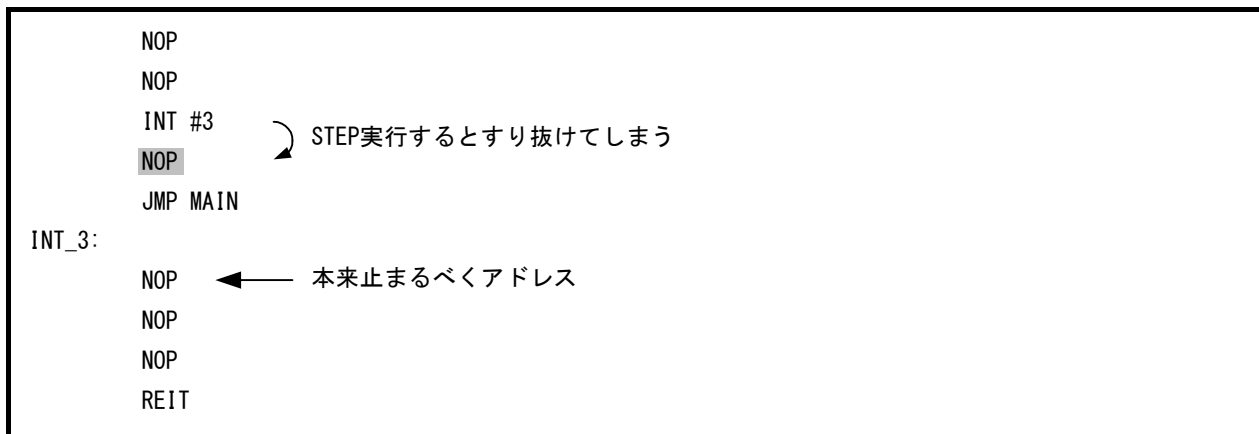 NOP
NOP
INT #3
STEP実行するとすり抜けてしまう
NOP
JMP MAIN
INT_3:
NOP 本来止まるべくアドレス
NOP
NOP
REIT